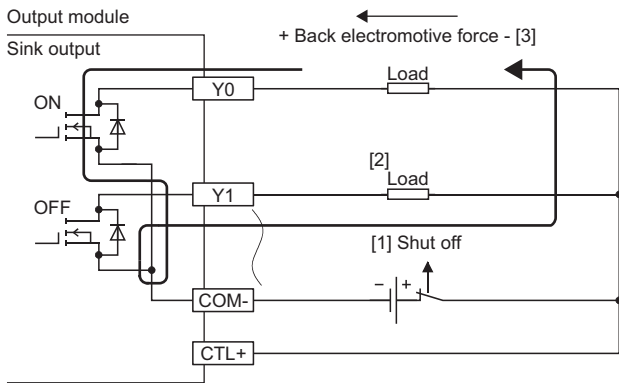 Output module
Sink output
+ Back electromotive force - [3]
Load
Y0
ON
[2]
Load
Y1
OFF
[1] Shut off
- +
COM-
CTL+